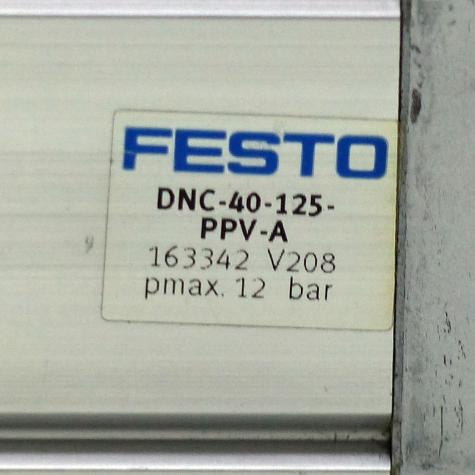 FESTO
DNC-40-125-
PPV-A
163342 V208
pmax. 12 bar